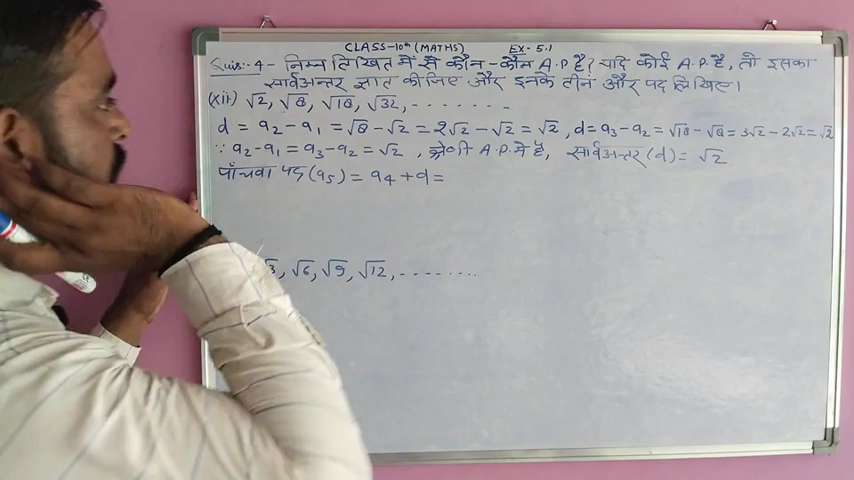 CLASS-10th (MATHS) EX-5.1
Quis:-4- निम्नलिखित में से कौन-कौन A.P है? यदि कोई A.P. है, तो इसका
सार्वअन्तर ज्ञात कीजिए और इनके तीन और पद लिखिए।
(xii) √2, √8, √18, √32, - - - - - - -
d = a₂ - a₁ = √8 - √2 = 2√2 - √2 = √2, d = a₃ - a₂ = √18 - √8 = 3√2 - 2√2 = √2
∵ a₂ - a₁ = a₃ - a₂ = √2, श्रेणी A.P. में है, सार्वअन्तर (d) = √2
पाँचवा पद (a₅) = a₄ + d =
√3, √6, √9, √12, - - - - - - - -